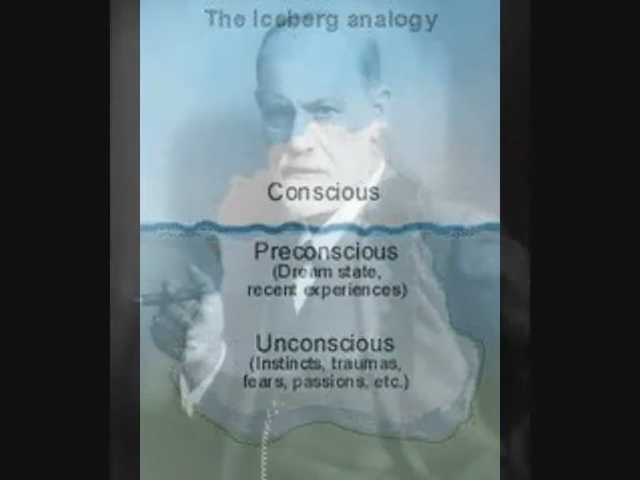 The Iceberg analogy
Conscious
Preconscious
(Dream state,
recent experiences)
Unconscious
(Instincts, traumas,
fears, passions, etc.)